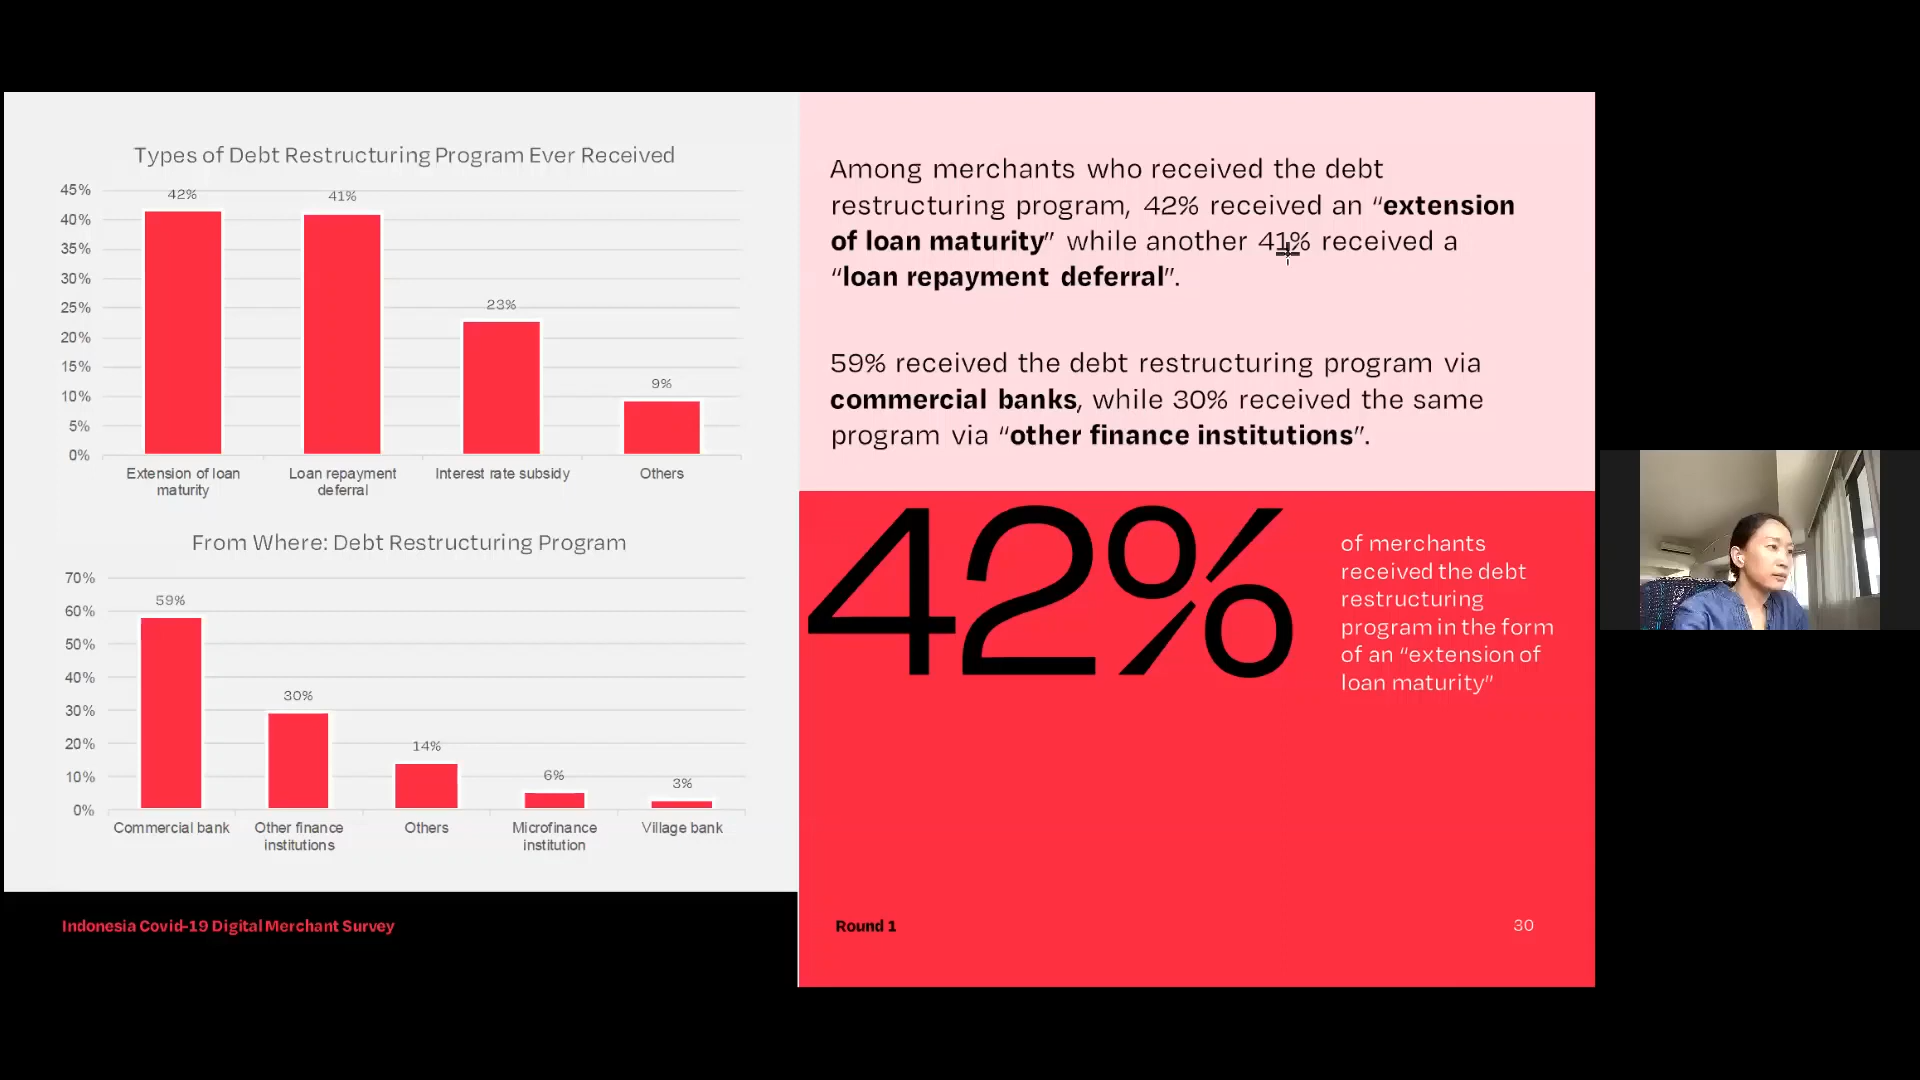 Types of Debt Restructuring Program Ever Received
45%
40%
35%
30%
25%
20%
15%
10%
5%
0%
42%
41%
23%
9%
Extension of loan
maturity
Loan repayment
deferral
Interest rate subsidy
Others
From Where: Debt Restructuring Program
70%
60%
50%
40%
30%
20%
10%
0%
59%
30%
14%
6%
3%
Commercial bank
Other finance
institutions
Others
Microfinance
institution
Village bank
Indonesia Covid-19 Digital Merchant Survey
Among merchants who received the debt
restructuring program, 42% received an “extension
of loan maturity” while another 41% received a
“loan repayment deferral”.
59% received the debt restructuring program via
commercial banks, while 30% received the same
program via “other finance institutions”.
42%
of merchants
received the debt
restructuring
program in the form
of an “extension of
loan maturity”
Round 1
30